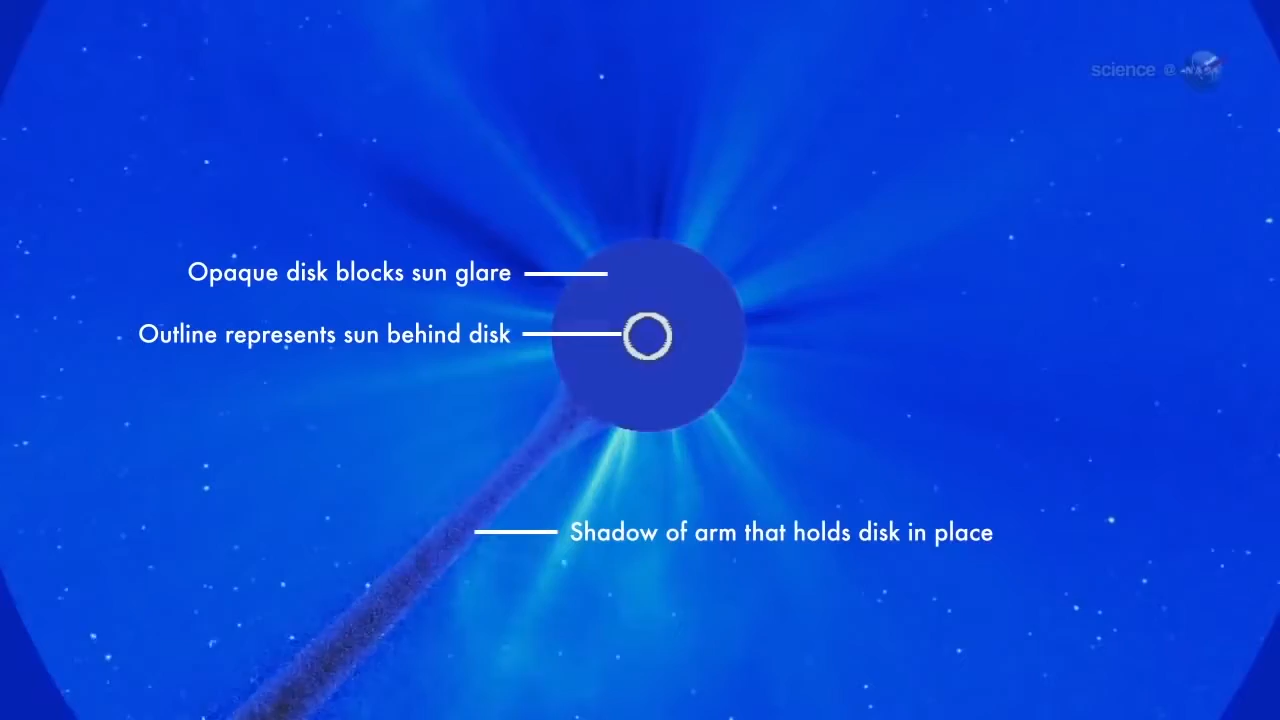 science @ NASA
Opaque disk blocks sun glare
Outline represents sun behind disk
Shadow of arm that holds disk in place